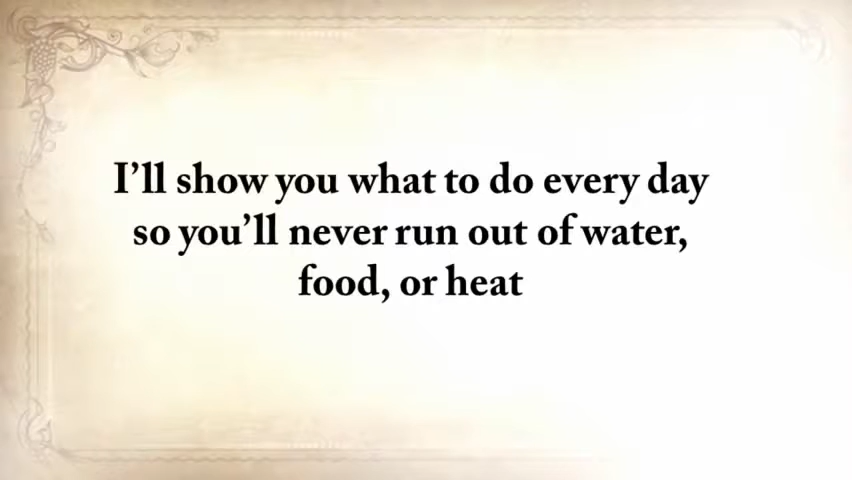 I’ll show you what to do every day
so you’ll never run out of water,
food, or heat